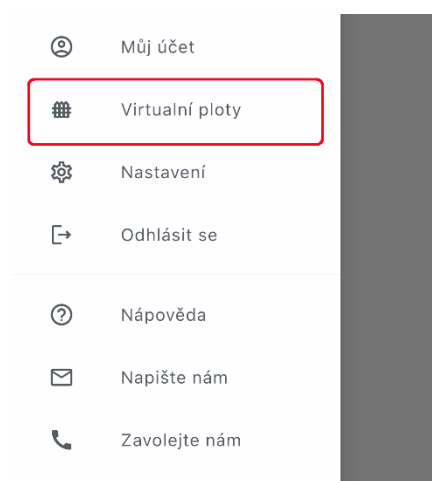 Můj účet
Virtualní ploty
Nastavení
Odhlásit se
Nápověda
Napište nám
Zavolejte nám